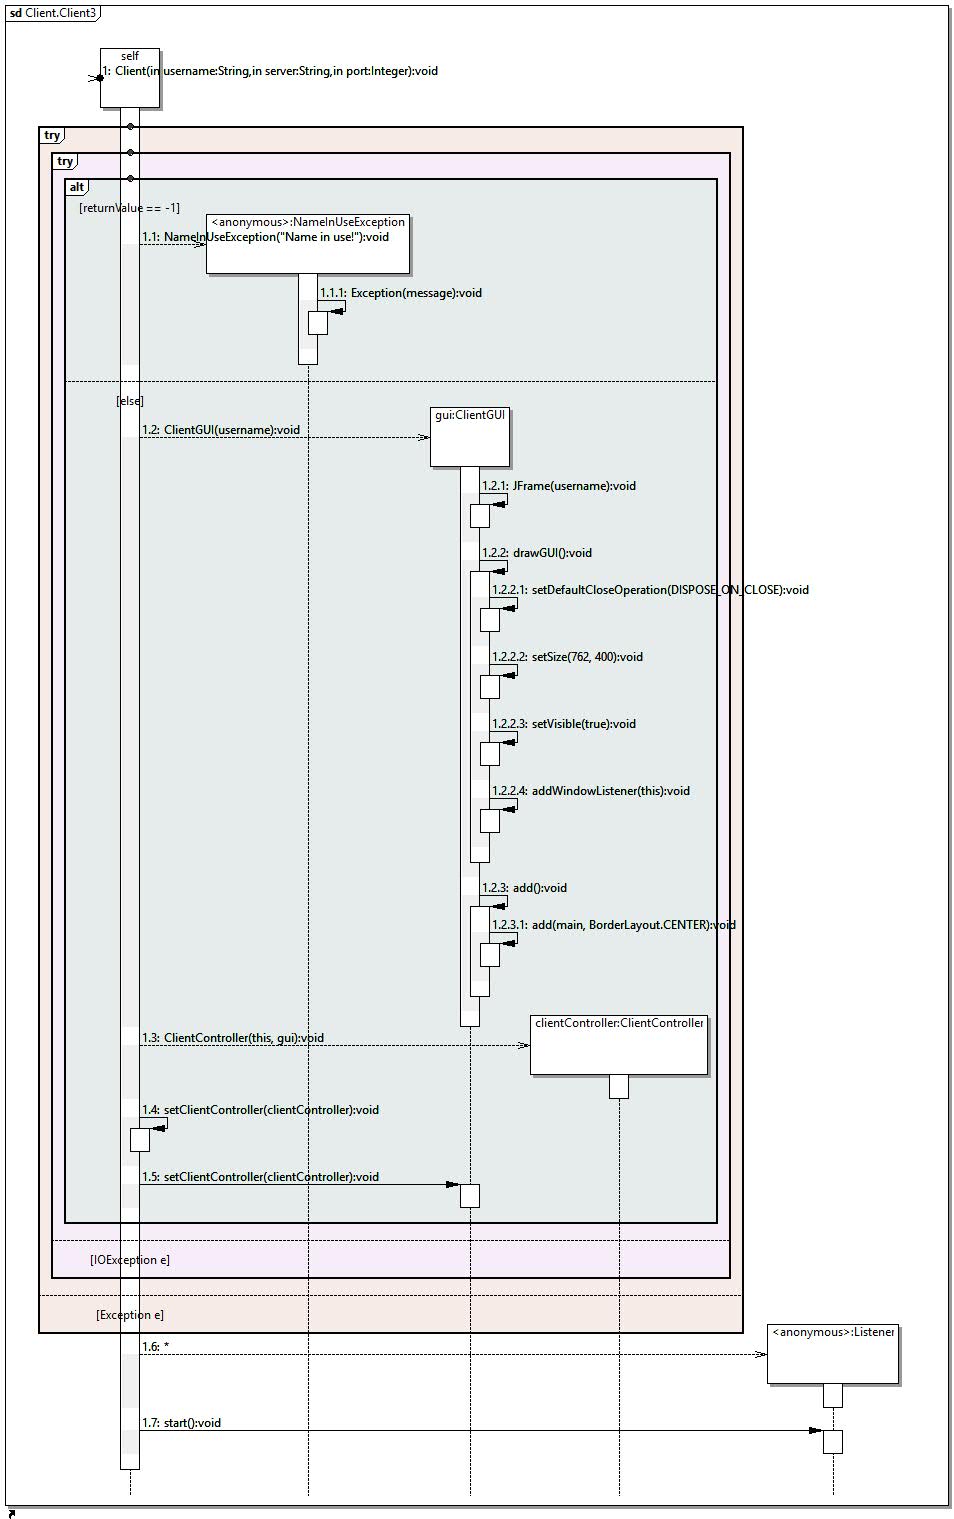 sd Client.Client3
self
1: Client(in username:String,in server:String,in port:Integer):void
try
try
alt
[returnValue == -1]
<anonymous>:NameInUseException
1.1: NameInUseException("Name in use!"):void
1.1.1: Exception(message):void
[else]
gui:ClientGUI
1.2: ClientGUI(username):void
1.2.1: JFrame(username):void
1.2.2: drawGUI():void
1.2.2.1: setDefaultCloseOperation(DISPOSE_ON_CLOSE):void
1.2.2.2: setSize(762, 400):void
1.2.2.3: setVisible(true):void
1.2.2.4: addWindowListener(this):void
1.2.3: add():void
1.2.3.1: add(main, BorderLayout.CENTER):void
clientController:ClientController
1.3: ClientController(this, gui):void
1.4: setClientController(clientController):void
1.5: setClientController(clientController):void
[IOException e]
[Exception e]
<anonymous>:Listener
1.6: *
1.7: start():void